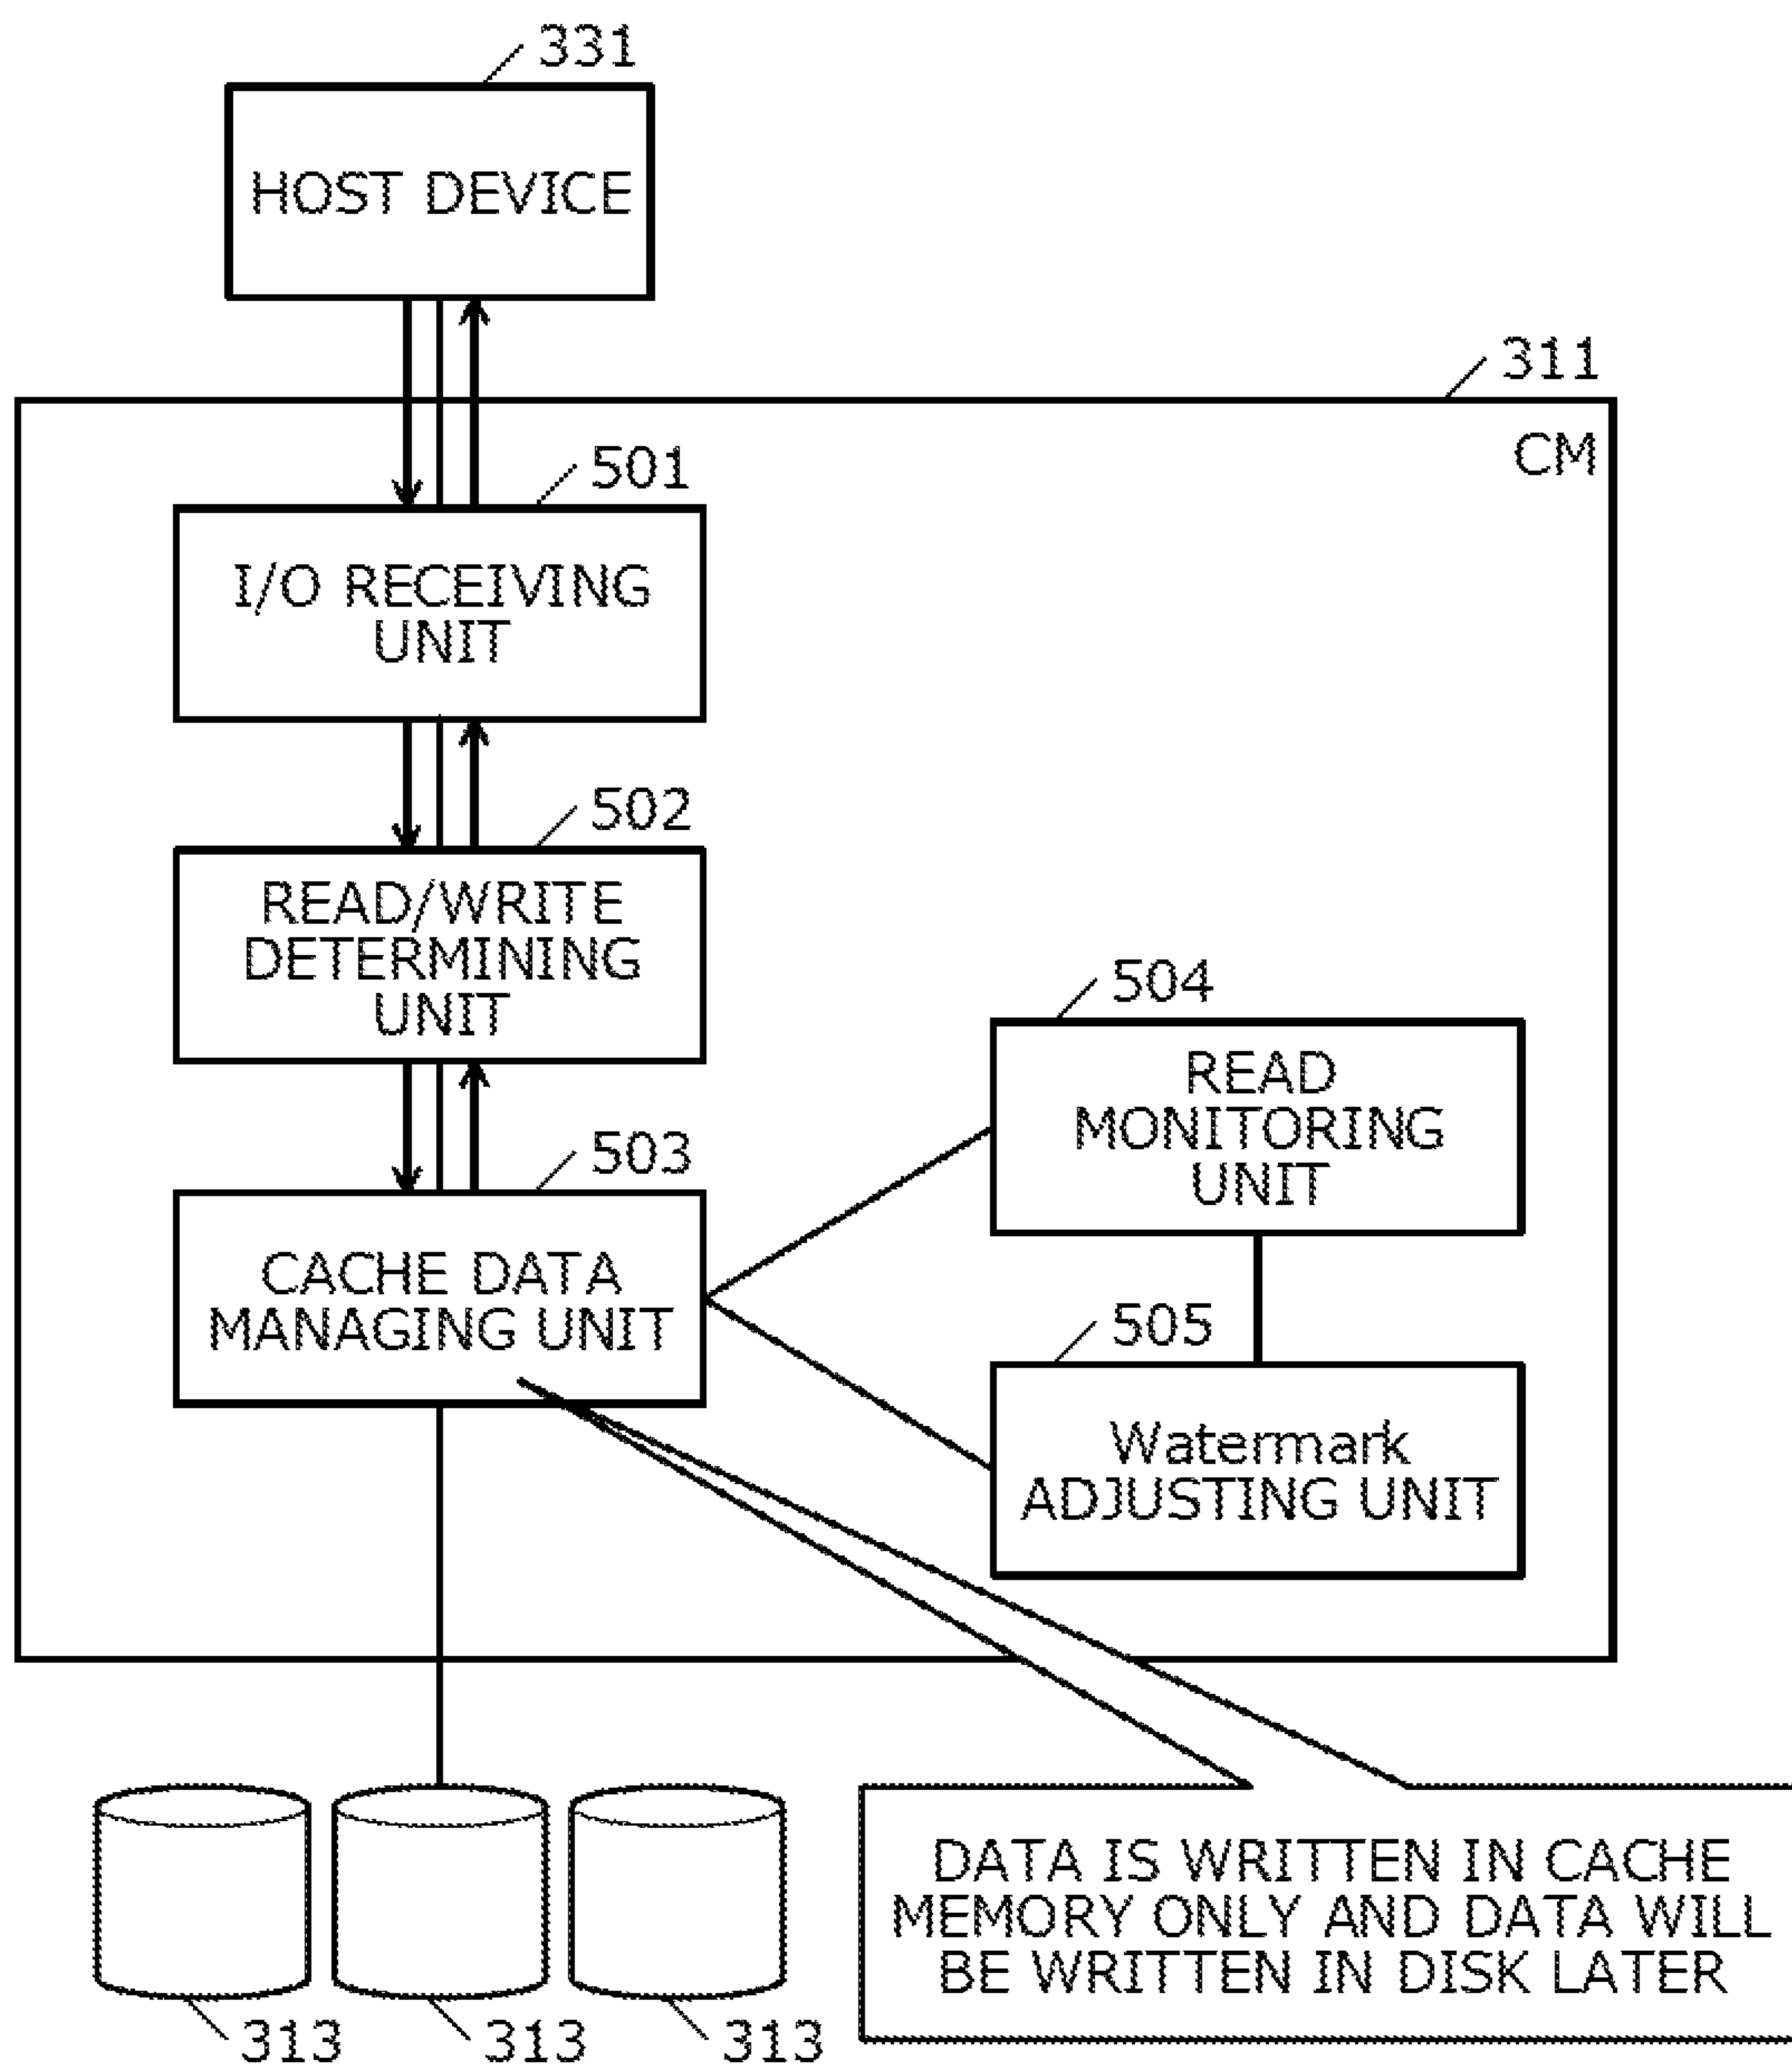 331
HOST DEVICE
311
CM
501
I/O RECEIVING
UNIT
502
READ/WRITE
DETERMINING
UNIT
504
READ
MONITORING
UNIT
503
CACHE DATA
MANAGING UNIT
505
Watermark
ADJUSTING UNIT
DATA IS WRITTEN IN CACHE
MEMORY ONLY AND DATA WILL
BE WRITTEN IN DISK LATER
313
313
313